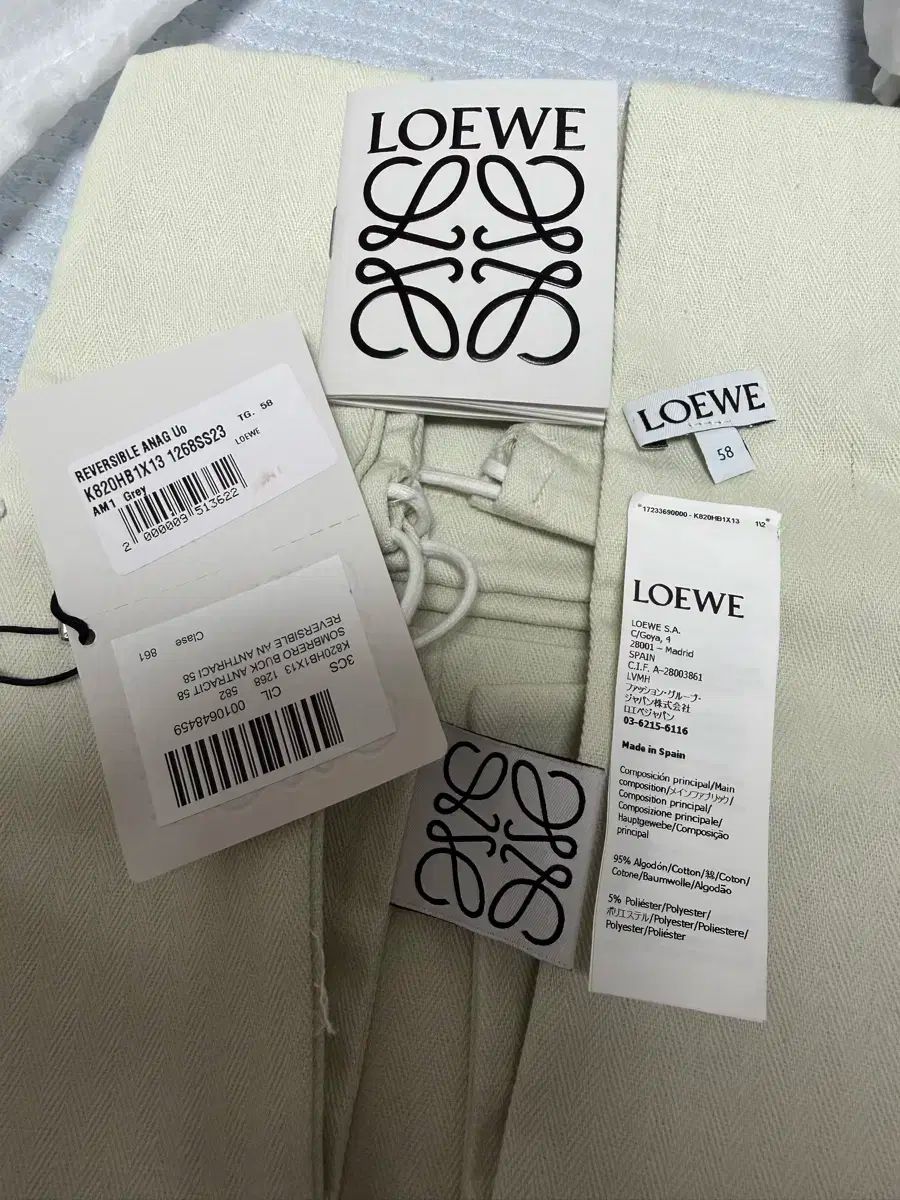 LOEWE
REVERSIBLE ANAG Uo
TG. 58
K820HB1X13 1268SS23
AM1 Grey
LOEWE
2 000009 513622
3CS
SOMBRERO BUCK ANTRACIT 58
REVERSIBLE AN ANTHRACI 58
K820HB1X13 1268 582
Clase 861
CIL 0010648459
LOEWE
58
"17233690000 - K820HB1X13 1\2"
LOEWE
LOEWE S.A.
C/Goya, 4
28001 – Madrid
SPAIN
C.I.F. A-28003861
LVMH
ファッション・グループ・
ジャパン株式会社
ロエベジャパン
03-6215-6116
Made in Spain
Composición principal/Main
composition/メインファブリック/
Composition principal/
Composizione principale/
Hauptgewebe/Composição
principal
95% Algodón/Cotton/綿/Coton/
Cotone/Baumwolle/Algodão
5% Poliéster/Polyester/
ポリエステル/Polyester/Poliestere/
Polyester/Poliéster